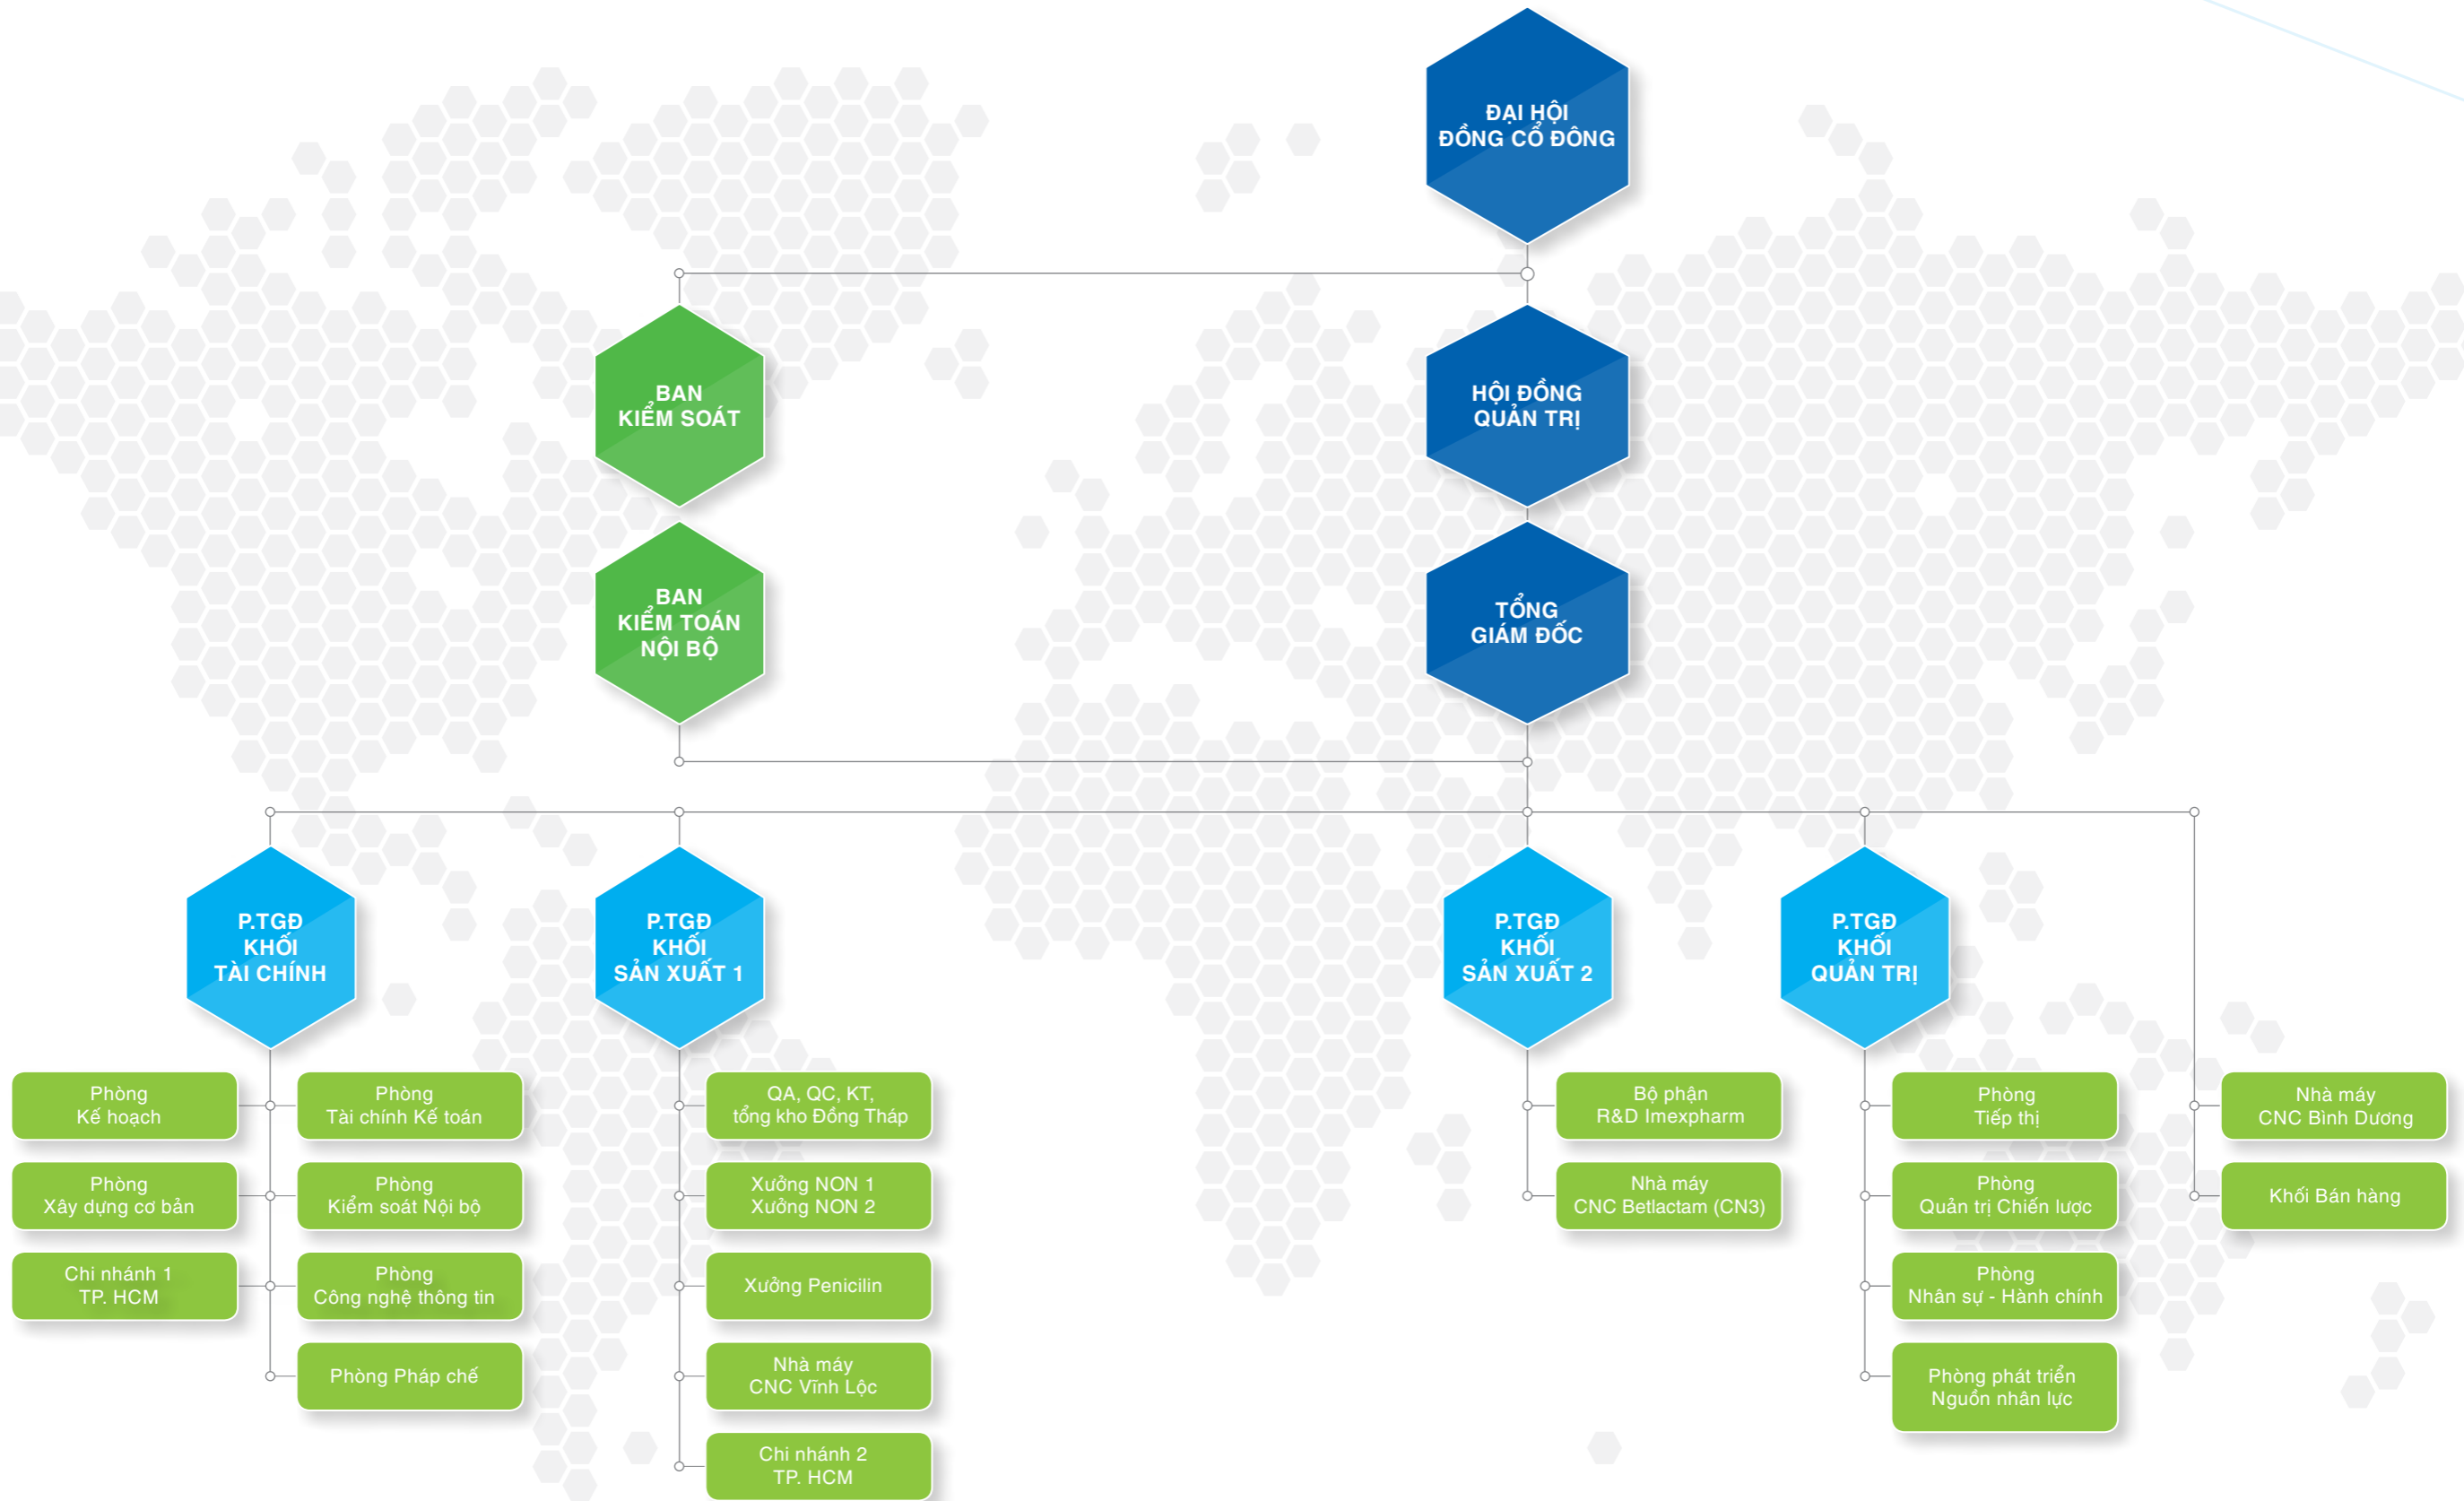 ĐẠI HỘI
ĐỒNG CỔ ĐÔNG
BAN
KIỂM SOÁT
HỘI ĐỒNG
QUẢN TRỊ
BAN
KIỂM TOÁN
NỘI BỘ
TỔNG
GIÁM ĐỐC
P.TGĐ
KHỐI
TÀI CHÍNH
P.TGĐ
KHỐI
SẢN XUẤT 1
P.TGĐ
KHỐI
SẢN XUẤT 2
P.TGĐ
KHỐI
QUẢN TRỊ
Phòng
Kế hoạch
Phòng
Xây dựng cơ bản
Chi nhánh 1
TP. HCM
Phòng
Tài chính Kế toán
Phòng
Kiểm soát Nội bộ
Phòng
Công nghệ thông tin
Phòng Pháp chế
QA, QC, KT,
tổng kho Đồng Tháp
Xưởng NON 1
Xưởng NON 2
Xưởng Penicilin
Nhà máy
CNC Vĩnh Lộc
Chi nhánh 2
TP. HCM
Bộ phận
R&D Imexpharm
Nhà máy
CNC Betlactam (CN3)
Phòng
Tiếp thị
Phòng
Quản trị Chiến lược
Phòng
Nhân sự - Hành chính
Phòng phát triển
Nguồn nhân lực
Nhà máy
CNC Bình Dương
Khối Bán hàng